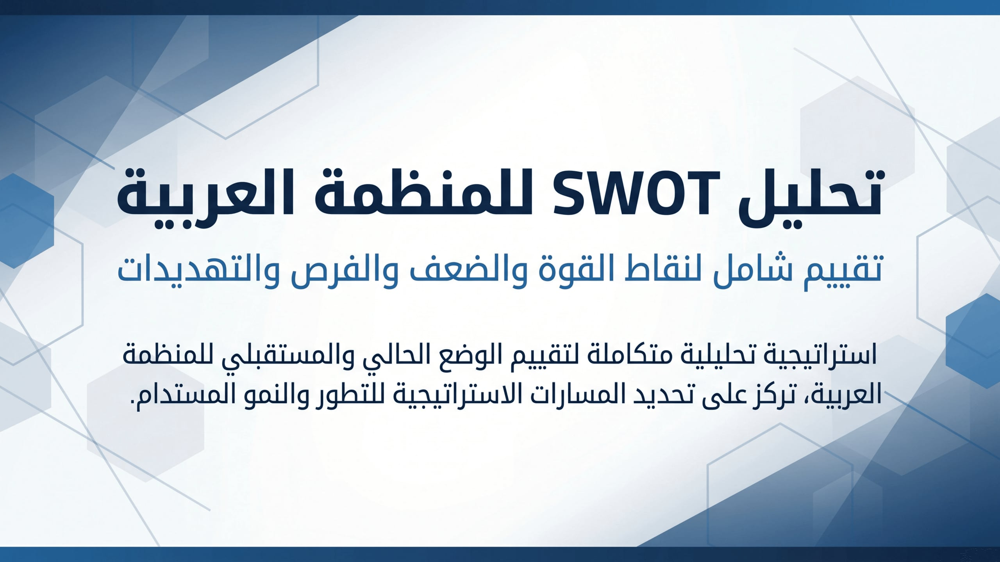 تحليل SWOT للمنظمة العربية
تقييم شامل لنقاط القوة والضعف والفرص والتهديدات
استراتيجية تحليلية متكاملة لتقييم الوضع الحالي والمستقبلي للمنظمة
العربية، تركز على تحديد المسارات الاستراتيجية للتطور والنمو المستدام.